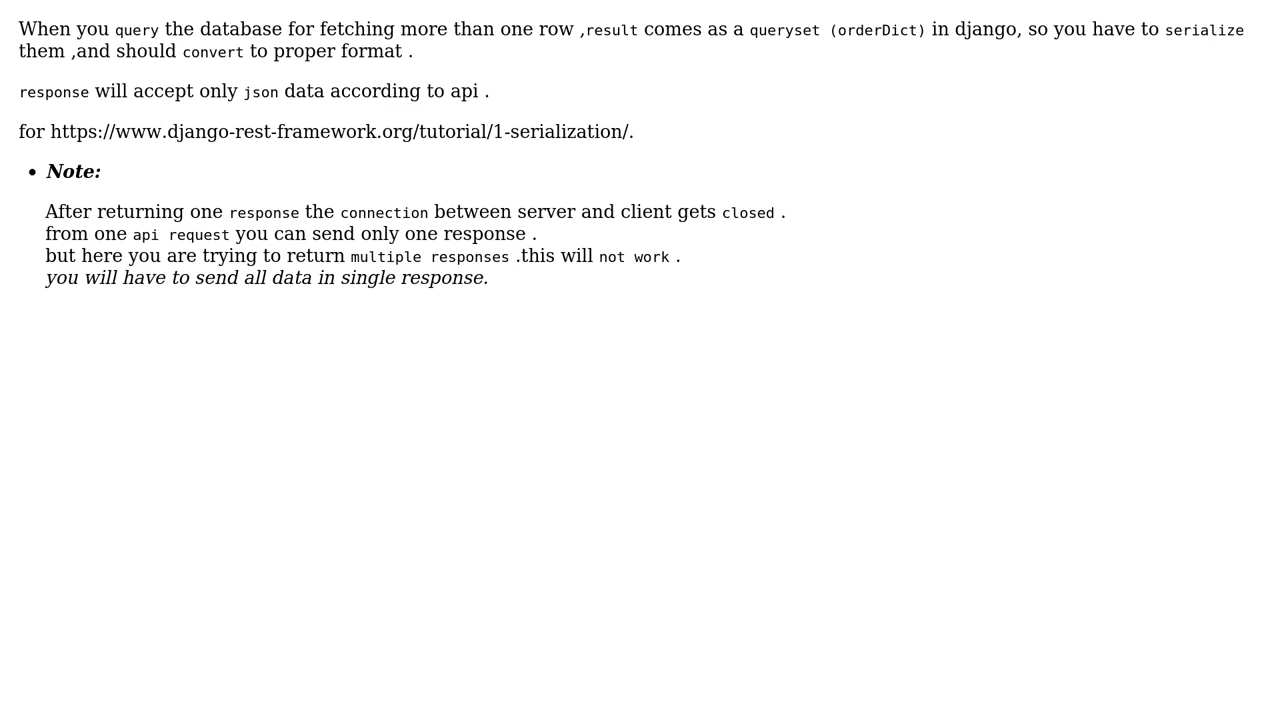 When you query the database for fetching more than one row ,result comes as a queryset (orderDict) in django, so you have to serialize
them ,and should convert to proper format .
response will accept only json data according to api .
for https://www.django-rest-framework.org/tutorial/1-serialization/.
• Note:
After returning one response the connection between server and client gets closed .
from one api request you can send only one response .
but here you are trying to return multiple responses .this will not work .
you will have to send all data in single response.